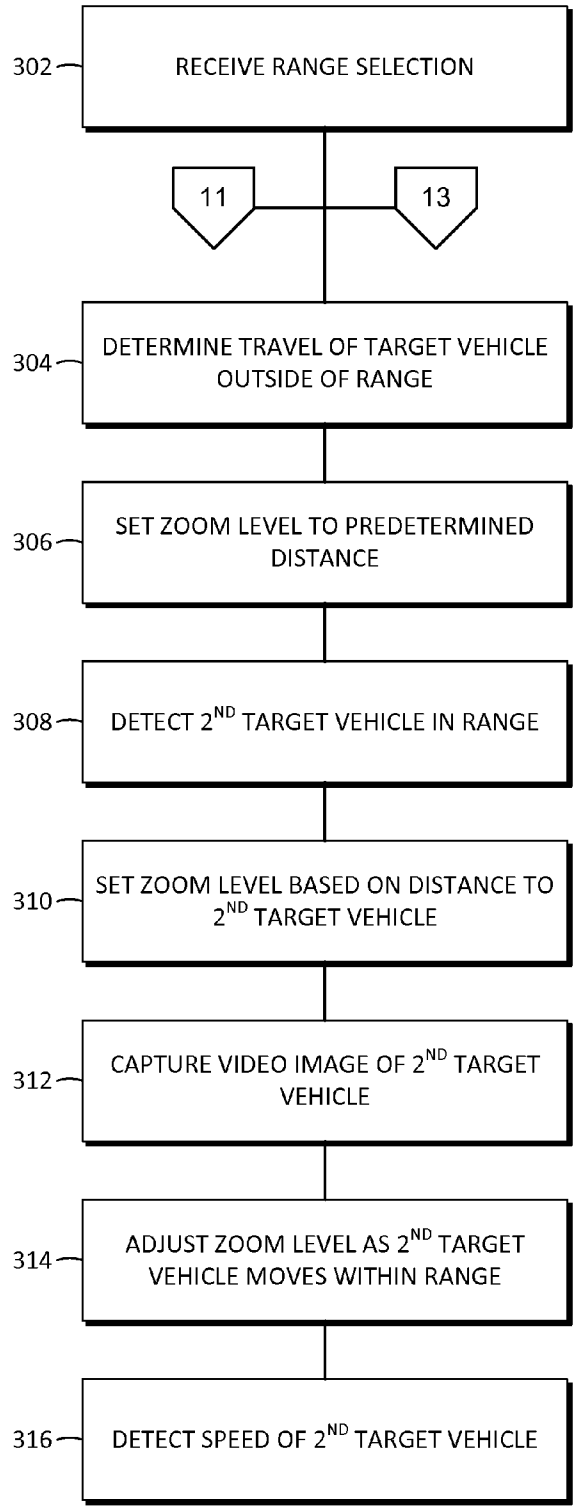 302
RECEIVE RANGE SELECTION
11
13
304
DETERMINE TRAVEL OF TARGET VEHICLE
OUTSIDE OF RANGE
306
SET ZOOM LEVEL TO PREDETERMINED
DISTANCE
308
DETECT 2ND TARGET VEHICLE IN RANGE
310
SET ZOOM LEVEL BASED ON DISTANCE TO
2ND TARGET VEHICLE
312
CAPTURE VIDEO IMAGE OF 2ND TARGET
VEHICLE
314
ADJUST ZOOM LEVEL AS 2ND TARGET
VEHICLE MOVES WITHIN RANGE
316
DETECT SPEED OF 2ND TARGET VEHICLE